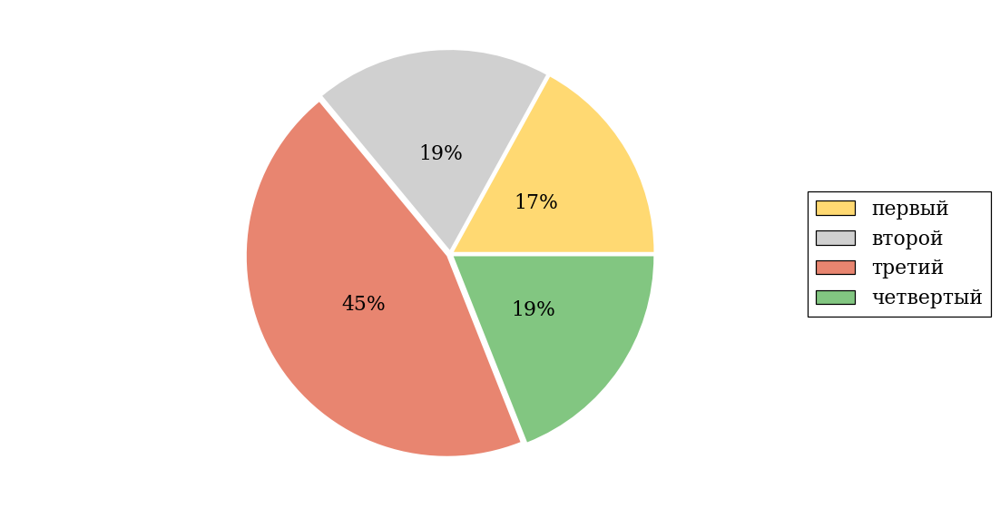 19%
17%
45%
19%
первый
второй
третий
четвертый